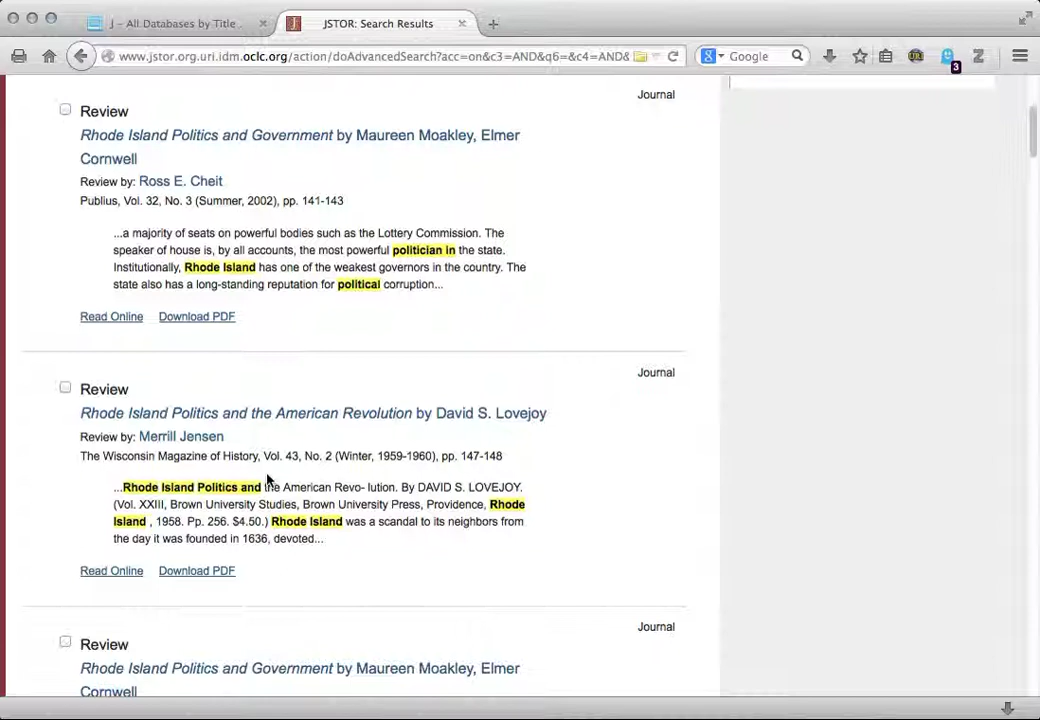 J – All Databases by Title ...
JSTOR: Search Results
www.jstor.org.uri.idm.oclc.org/action/doAdvancedSearch?acc=on&c3=AND&q6=&c4=AND&
Google
3
Journal
Review
Rhode Island Politics and Government by Maureen Moakley, Elmer
Cornwell
Review by: Ross E. Cheit
Publius, Vol. 32, No. 3 (Summer, 2002), pp. 141-143
...a majority of seats on powerful bodies such as the Lottery Commission. The
speaker of house is, by all accounts, the most powerful politician in the state.
Institutionally, Rhode Island has one of the weakest governors in the country. The
state also has a long-standing reputation for political corruption...
Read Online Download PDF
Journal
Review
Rhode Island Politics and the American Revolution by David S. Lovejoy
Review by: Merrill Jensen
The Wisconsin Magazine of History, Vol. 43, No. 2 (Winter, 1959-1960), pp. 147-148
...Rhode Island Politics and the American Revo- lution. By DAVID S. LOVEJOY.
(Vol. XXIII, Brown University Studies, Brown University Press, Providence, Rhode
Island , 1958. Pp. 256. $4.50.) Rhode Island was a scandal to its neighbors from
the day it was founded in 1636, devoted...
Read Online Download PDF
Journal
Review
Rhode Island Politics and Government by Maureen Moakley, Elmer
Cornwell